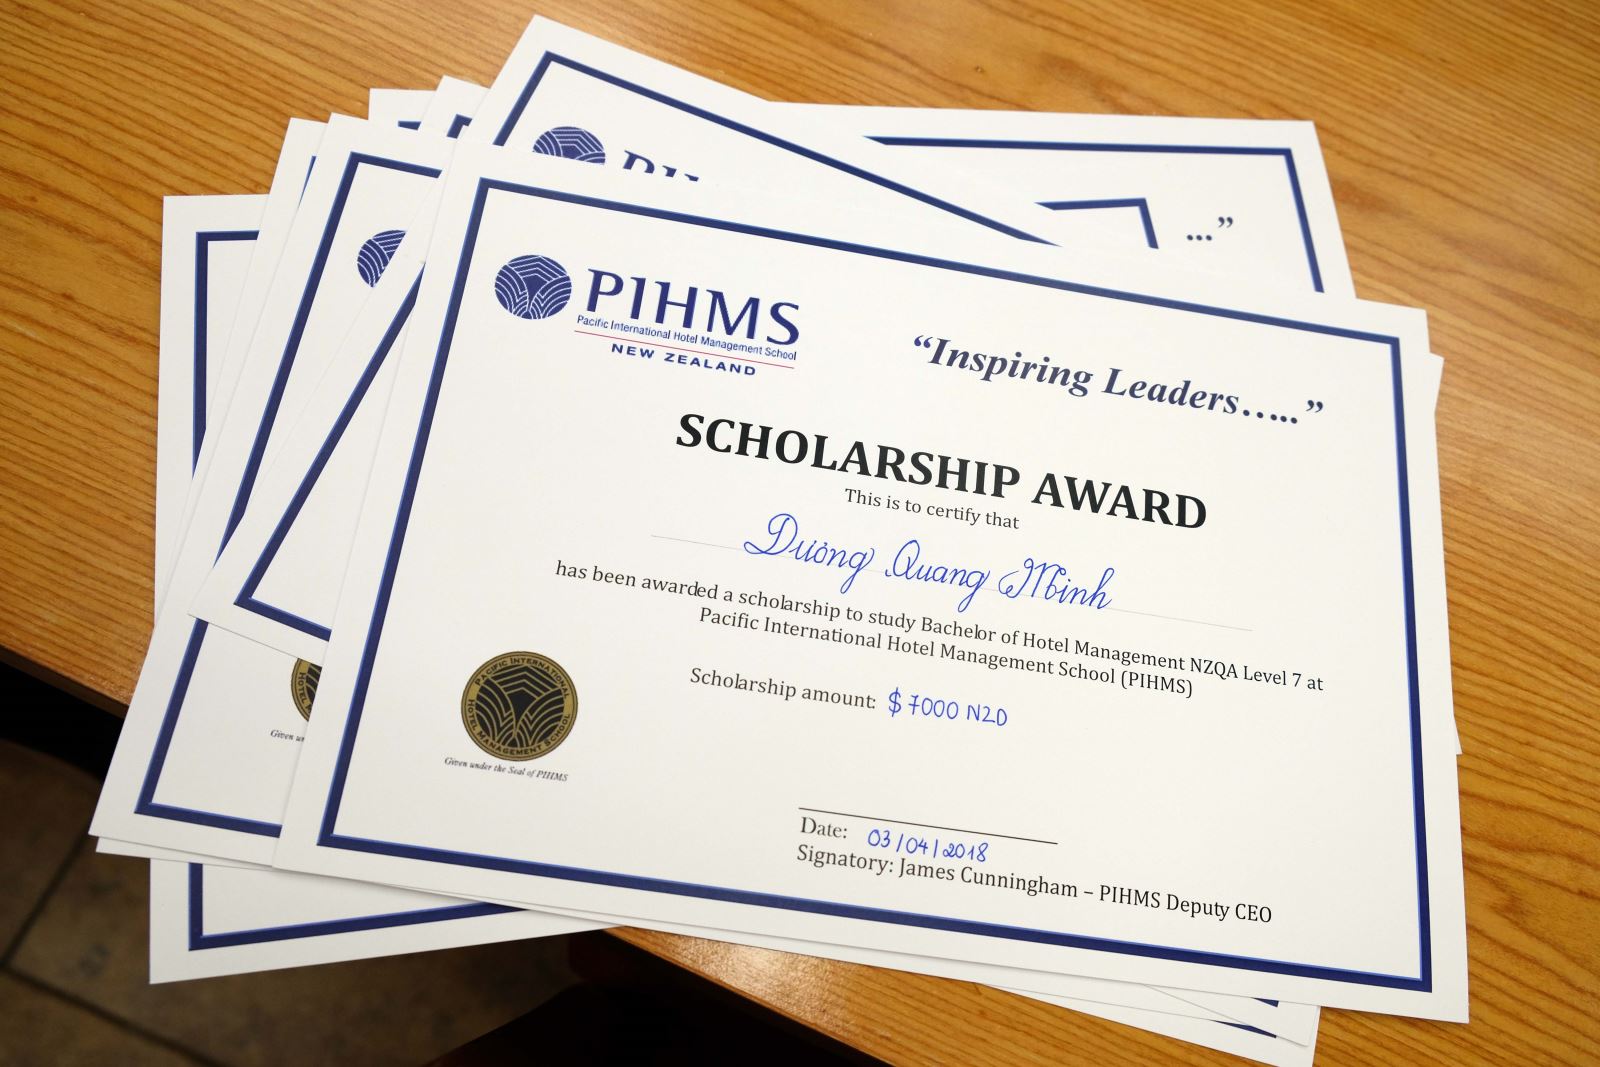 ...”
PIHMS
Pacific International Hotel Management School
NEW ZEALAND
“Inspiring Leaders…..”
SCHOLARSHIP AWARD
This is to certify that
Dương Quang Minh
has been awarded a scholarship to study Bachelor of Hotel Management NZQA Level 7 at
Pacific International Hotel Management School (PIHMS)
Scholarship amount: $7000 NZD
PACIFIC INTERNATIONAL
HOTEL MANAGEMENT SCHOOL
Given under the Seal of PIHMS
Given un
Date: 03/04/2018
Signatory: James Cunningham – PIHMS Deputy CEO